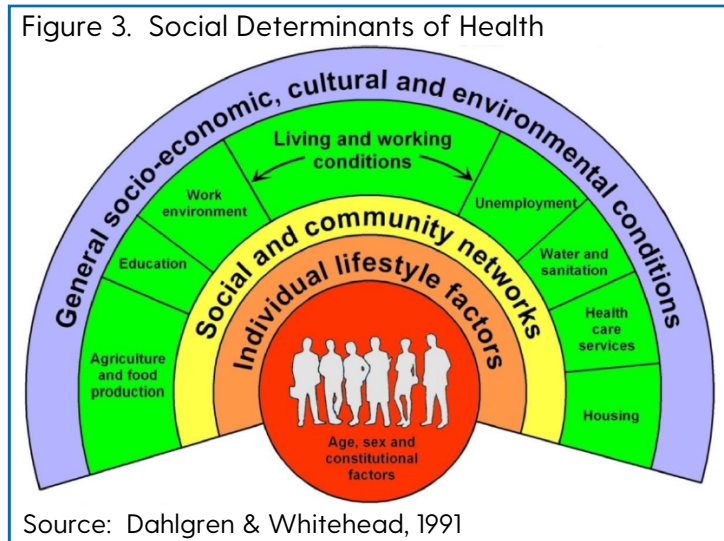 Figure 3. Social Determinants of Health
General socio-economic, cultural and environmental conditions
Living and working
conditions
Work
environment
Unemployment
Education
Water and
sanitation
Agriculture
and food
production
Health
care
services
Housing
Social and community networks
Individual lifestyle factors
Age, sex and
constitutional
factors
Source: Dahlgren & Whitehead, 1991